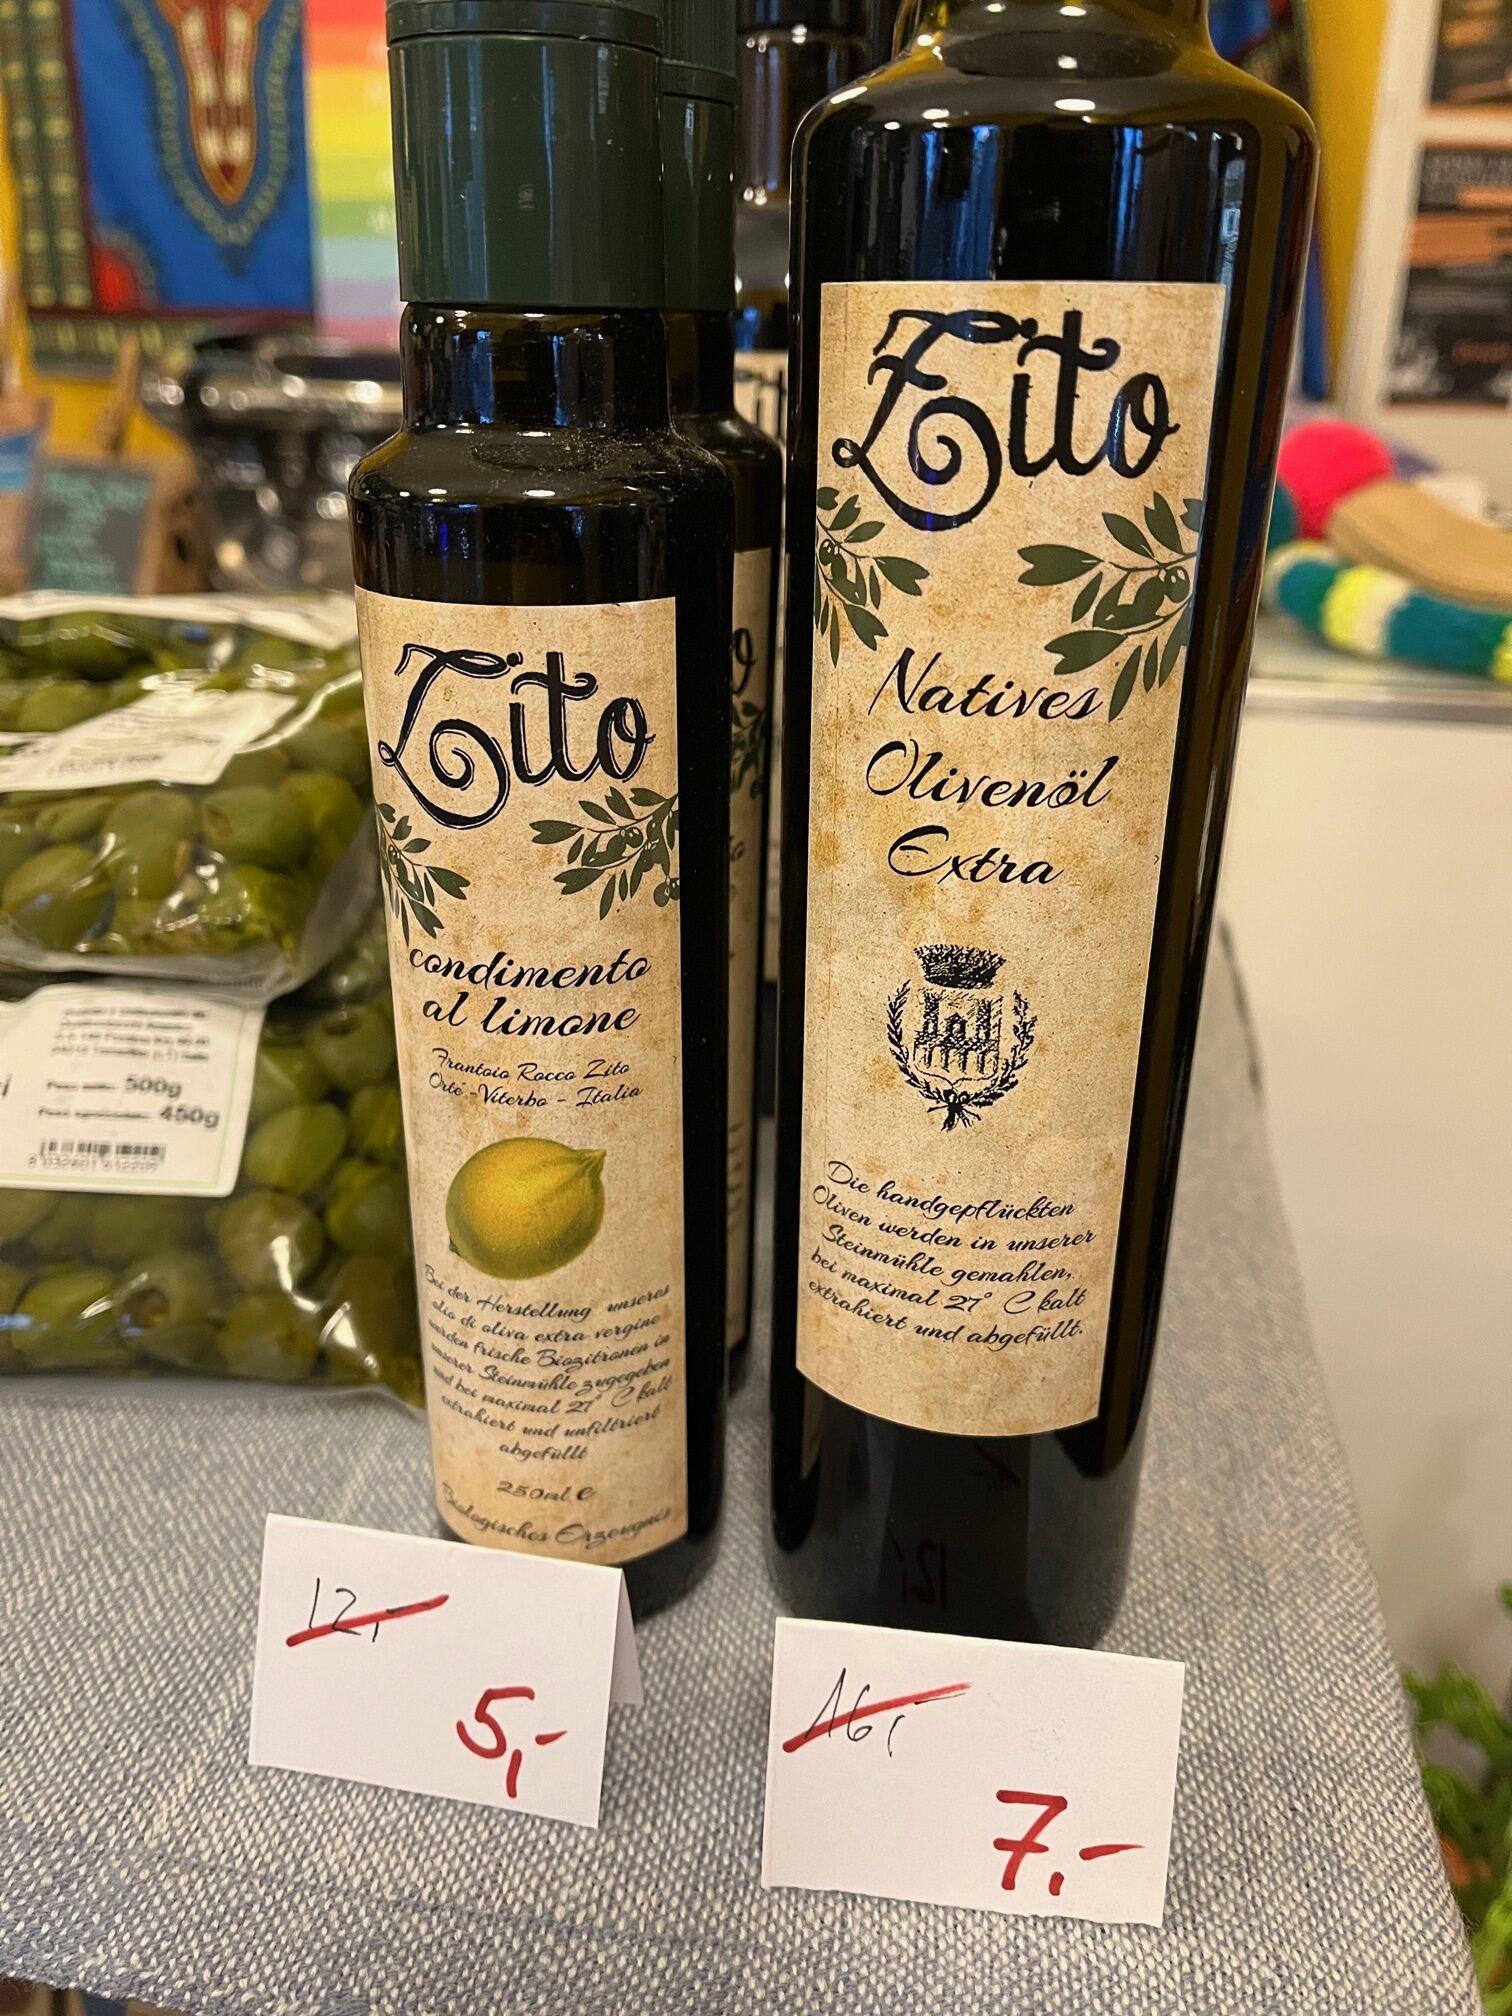 Zito
condimento
al limone
Frantoio Rocco Zito
Orte - Viterbo - Italia
Bei der Herstellung unseres
olio di oliva extra vergine
werden frische Biozitronen in
unserer Steinmühle zugegeben
und bei maximal 27° C kalt
extrahiert und unfiltriert
abgefüllt
250ml e
Biologisches Erzeugnis
12,-
5,-
Zito
Natives
Olivenöl
Extra
Die handgepflückten
Oliven werden in unserer
Steinmühle gemahlen,
bei maximal 27° C kalt
extrahiert und abgefüllt.
16,-
7,-
Peso netto: 500g
450g